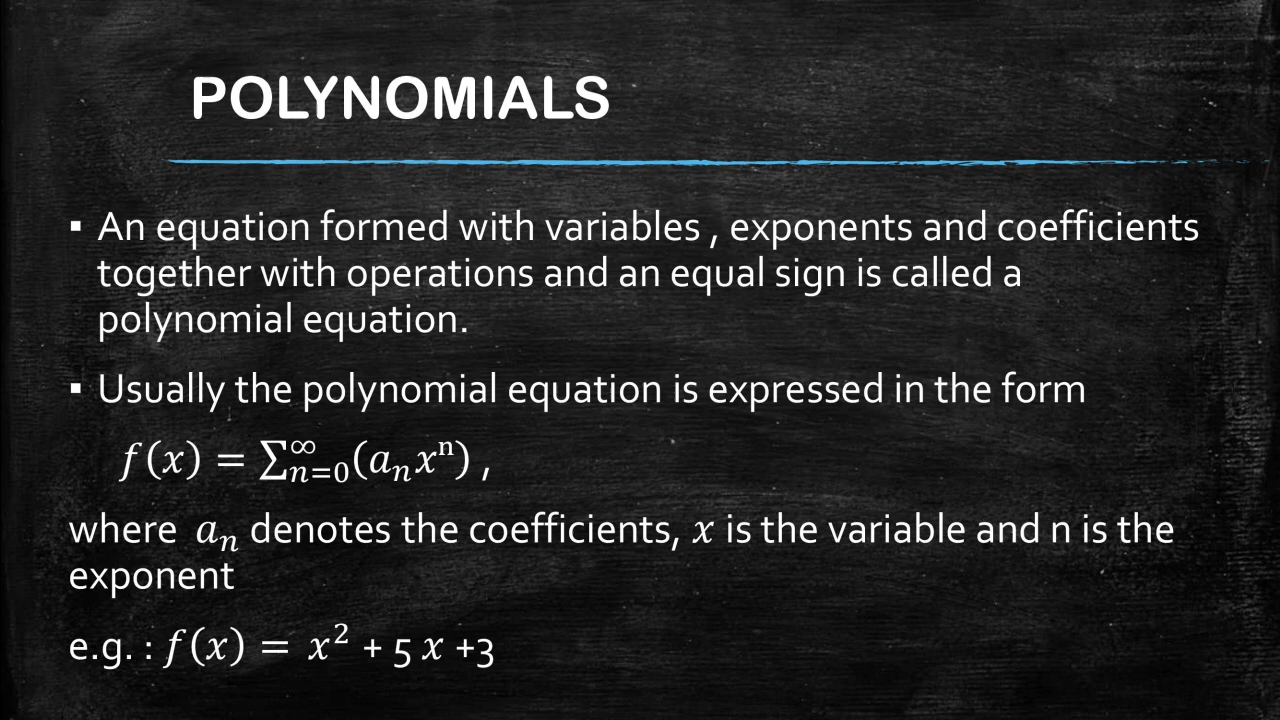 POLYNOMIALS
▪ An equation formed with variables , exponents and coefficients
together with operations and an equal sign is called a
polynomial equation.
▪ Usually the polynomial equation is expressed in the form
𝑓(𝑥) = ∑_{𝑛=0}^{∞}(𝑎_𝑛 𝑥^n) ,
where 𝑎_𝑛 denotes the coefficients, 𝑥 is the variable and n is the
exponent
e.g. : 𝑓(𝑥) = 𝑥² + 5 𝑥 +3